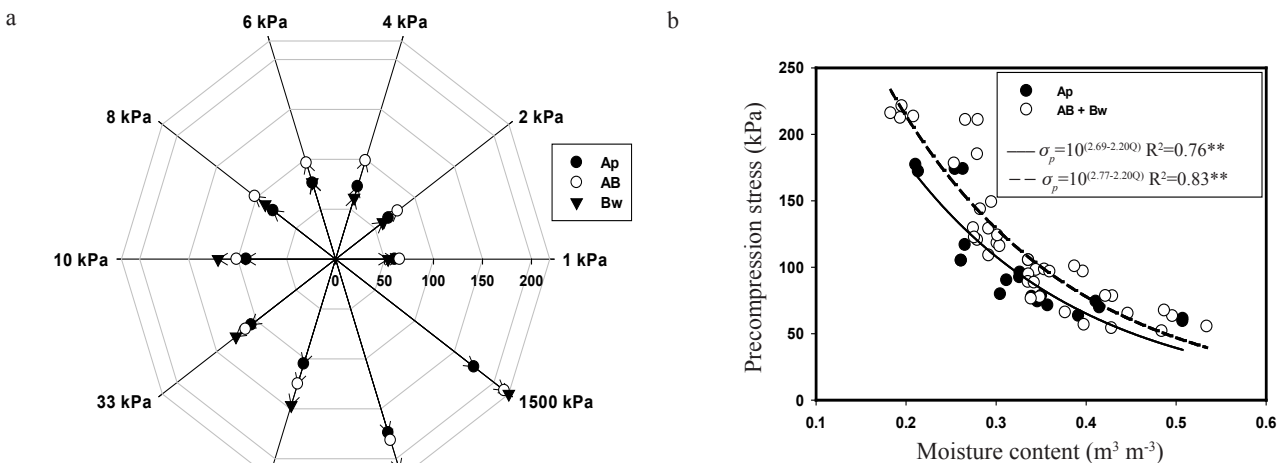 a
6 kPa
4 kPa
8 kPa
2 kPa
Ap
AB
Bw
10 kPa
0
50
100
150
200
1 kPa
33 kPa
1500 kPa
b
Precompression stress (kPa)
250
200
150
100
50
0
Ap
AB + Bw
σp=10(2.69-2.20Q) R2=0.76**
σp=10(2.77-2.20Q) R2=0.83**
0.1
0.2
0.3
0.4
0.5
0.6
Moisture content (m3 m-3)